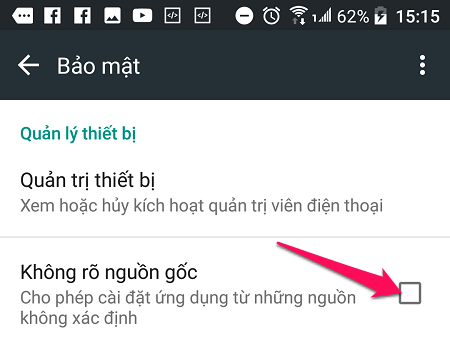 62% 15:15
Bảo mật
Quản lý thiết bị
Quản trị thiết bị
Xem hoặc hủy kích hoạt quản trị viên điện thoại
Không rõ nguồn gốc
Cho phép cài đặt ứng dụng từ những nguồn
không xác định